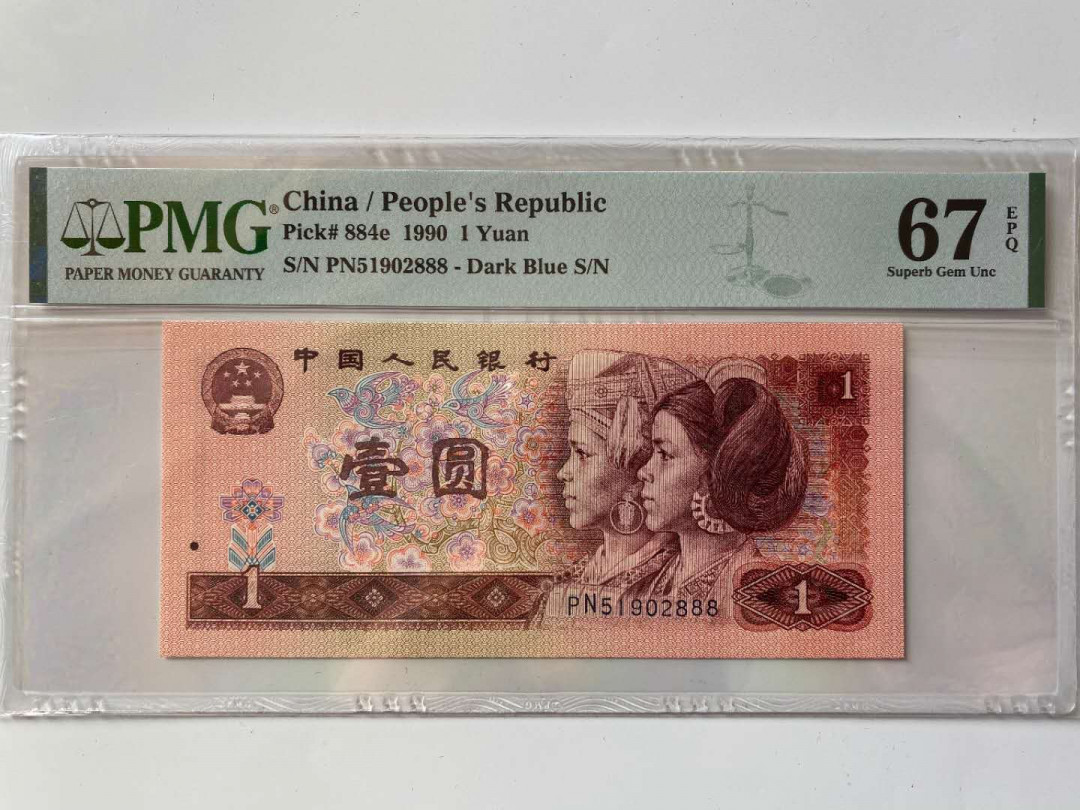 PMG®
PAPER MONEY GUARANTY
China / People's Republic
Pick# 884e 1990 1 Yuan
S/N PN51902888 - Dark Blue S/N
67
EPQ
Superb Gem Unc
中国人民银行
1
壹圆
1
PN51902888
1